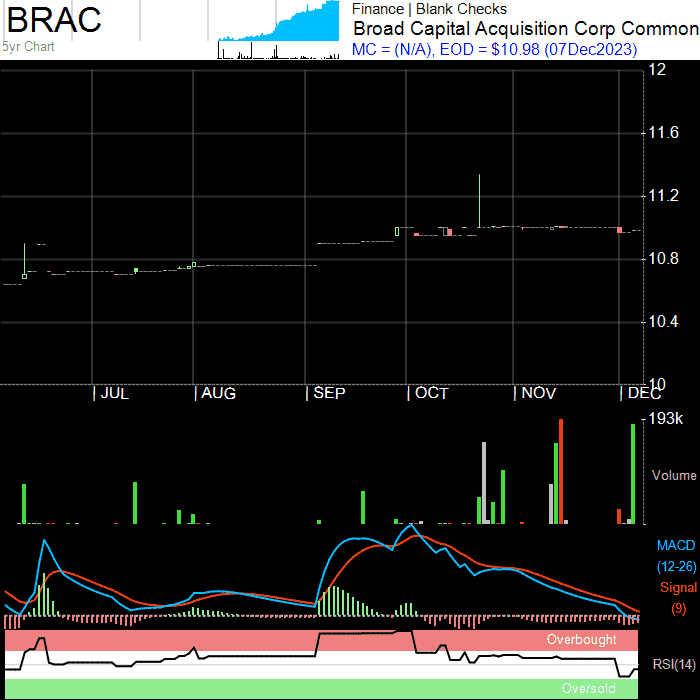 BRAC
5yr Chart
Finance | Blank Checks
Broad Capital Acquisition Corp Common
MC = (N/A), EOD = $10.98 (07Dec2023)
12
11.6
11.2
10.8
10.4
10
| JUL | AUG | SEP | OCT | NOV | DEC
193k
Volume
MACD
(12-26)
Signal
(9)
Overbought
RSI(14)
Oversold